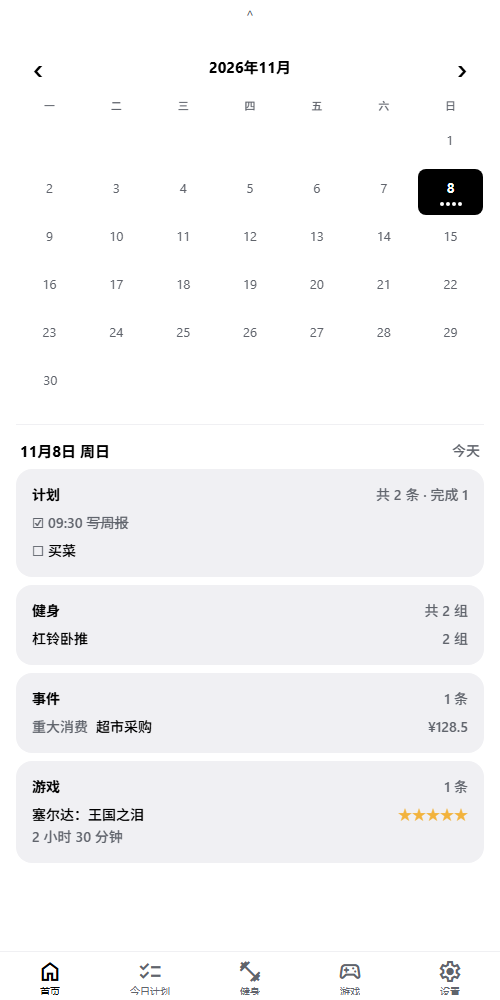 2026年11月
一 二 三 四 五 六 日
1
2 3 4 5 6 7 8
9 10 11 12 13 14 15
16 17 18 19 20 21 22
23 24 25 26 27 28 29
30
11月8日 周日 今天
计划 共 2 条 · 完成 1
☑ 09:30 写周报
☐ 买菜
健身 共 2 组
杠铃卧推 2 组
事件 1 条
重大消费 超市采购 ¥128.5
游戏 1 条
塞尔达：王国之泪 ★★★★★
2 小时 30 分钟
首页 今日计划 健身 游戏 设置